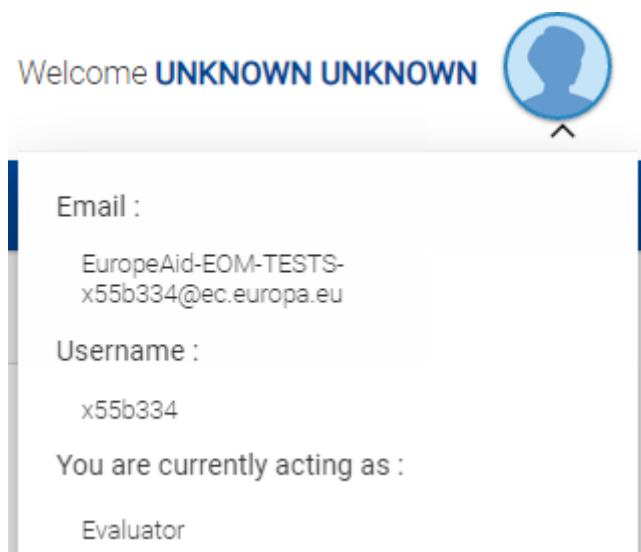 Welcome UNKNOWN UNKNOWN
Email :
EuropeAid-EOM-TESTS-
x55b334@ec.europa.eu
Username :
x55b334
You are currently acting as :
Evaluator